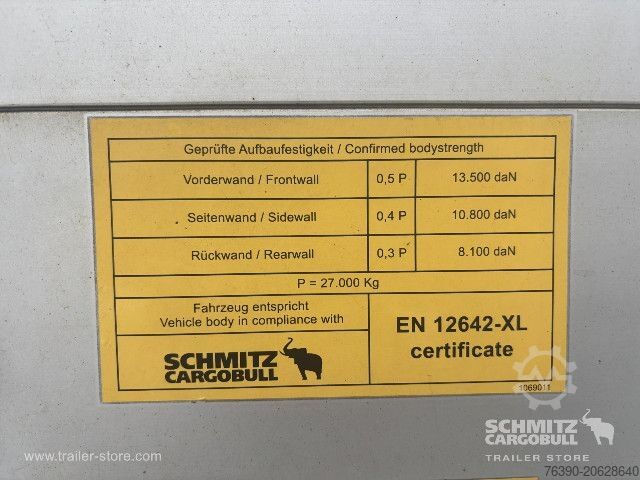 Geprüfte Aufbaufestigkeit / Confirmed bodystrength
Vorderwand / Frontwall 0,5 P 13.500 daN
Seitenwand / Sidewall 0,4 P 10.800 daN
Rückwand / Rearwall 0,3 P 8.100 daN
P = 27.000 Kg
Fahrzeug entspricht
Vehicle body in compliance with
SCHMITZ
CARGOBULL
EN 12642-XL
certificate
1069011
SCHMITZ
CARGOBULL
TRAILER STORE
www.trailer-store.com
76390-20628640